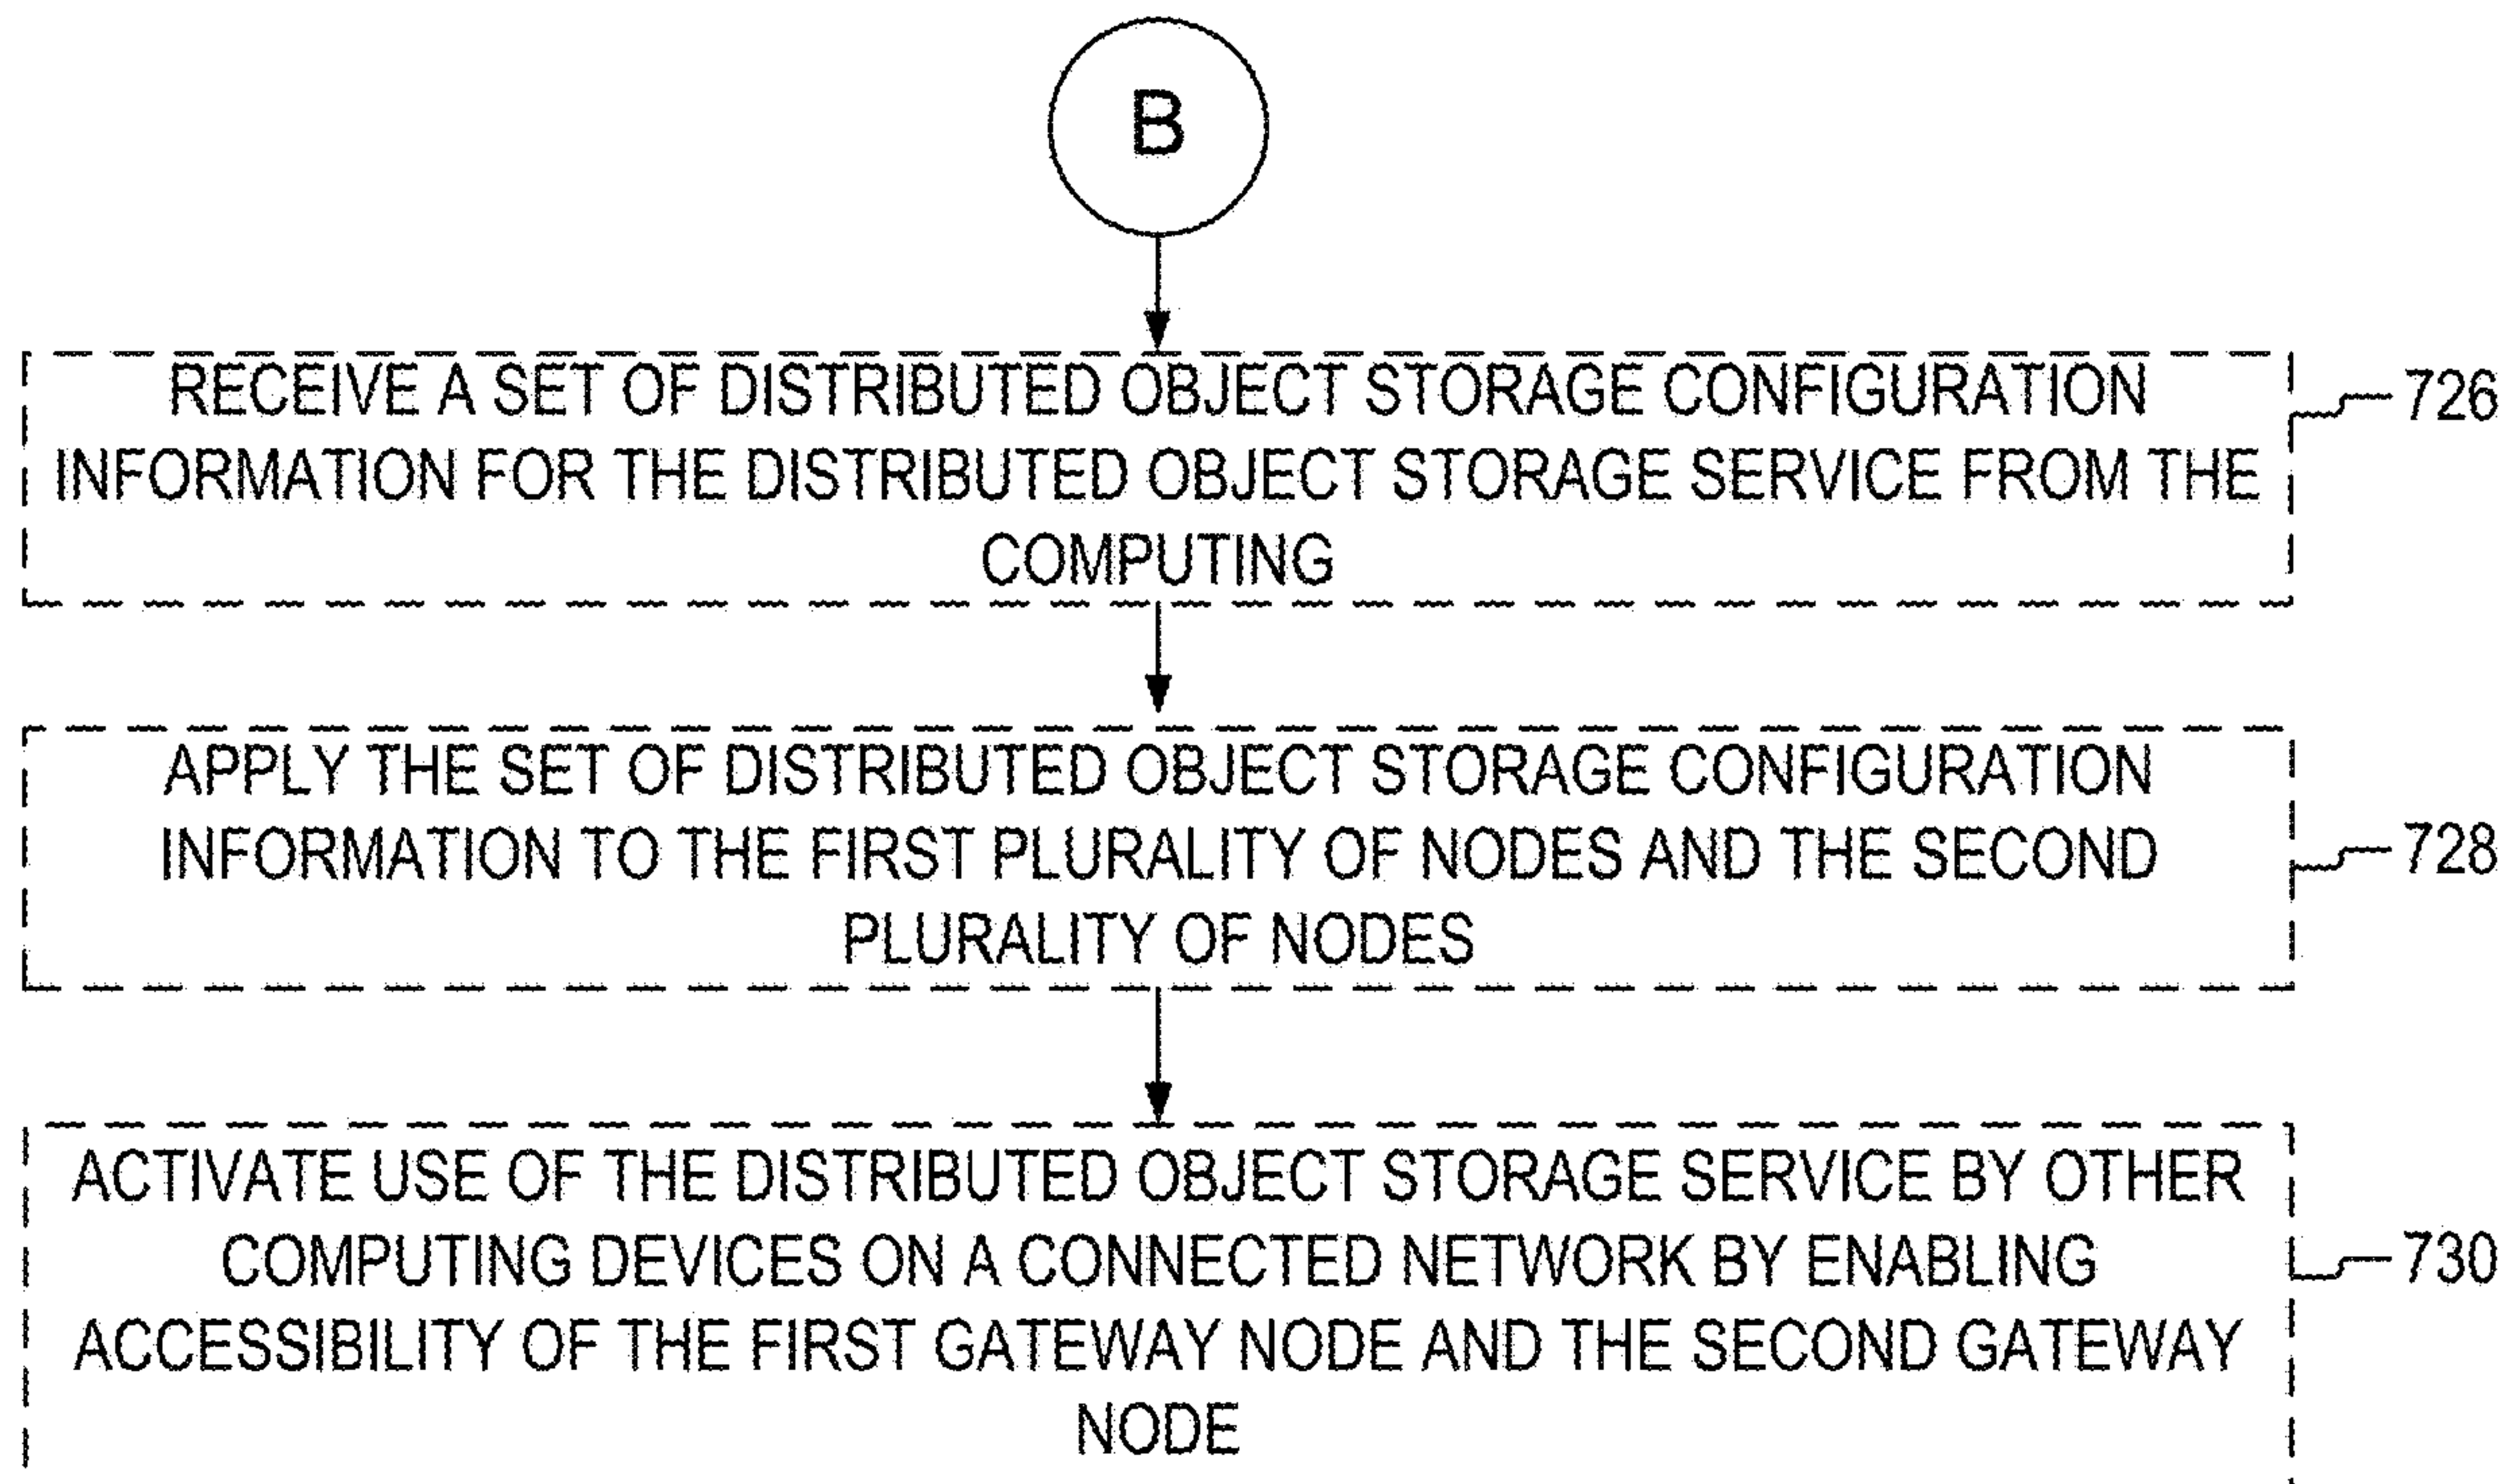 B
RECEIVE A SET OF DISTRIBUTED OBJECT STORAGE CONFIGURATION
INFORMATION FOR THE DISTRIBUTED OBJECT STORAGE SERVICE FROM THE
COMPUTING
726
APPLY THE SET OF DISTRIBUTED OBJECT STORAGE CONFIGURATION
INFORMATION TO THE FIRST PLURALITY OF NODES AND THE SECOND
PLURALITY OF NODES
728
ACTIVATE USE OF THE DISTRIBUTED OBJECT STORAGE SERVICE BY OTHER
COMPUTING DEVICES ON A CONNECTED NETWORK BY ENABLING
ACCESSIBILITY OF THE FIRST GATEWAY NODE AND THE SECOND GATEWAY
NODE
730